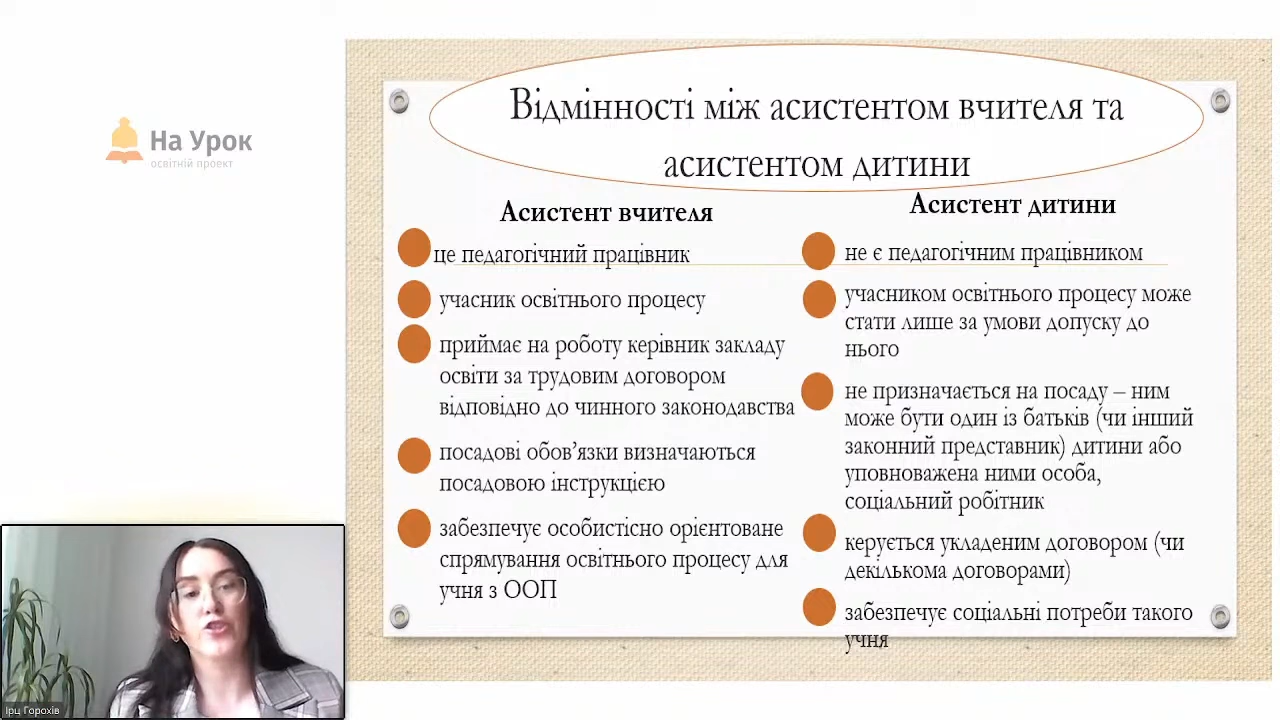 На Урок
освітній проект
Відмінності між асистентом вчителя та
асистентом дитини
Асистент вчителя
це педагогічний працівник
учасник освітнього процесу
приймає на роботу керівник закладу
освіти за трудовим договором
відповідно до чинного законодавства
посадові обов’язки визначаються
посадовою інструкцією
забезпечує особистісно орієнтоване
спрямування освітнього процесу для
учня з ООП
Асистент дитини
не є педагогічним працівником
учасником освітнього процесу може
стати лише за умови допуску до
нього
не призначається на посаду – ним
може бути один із батьків (чи інший
законний представник) дитини або
уповноважена ними особа,
соціальний робітник
керується укладеним договором (чи
декількома договорами)
забезпечує соціальні потреби такого
учня
Ірц Горохів